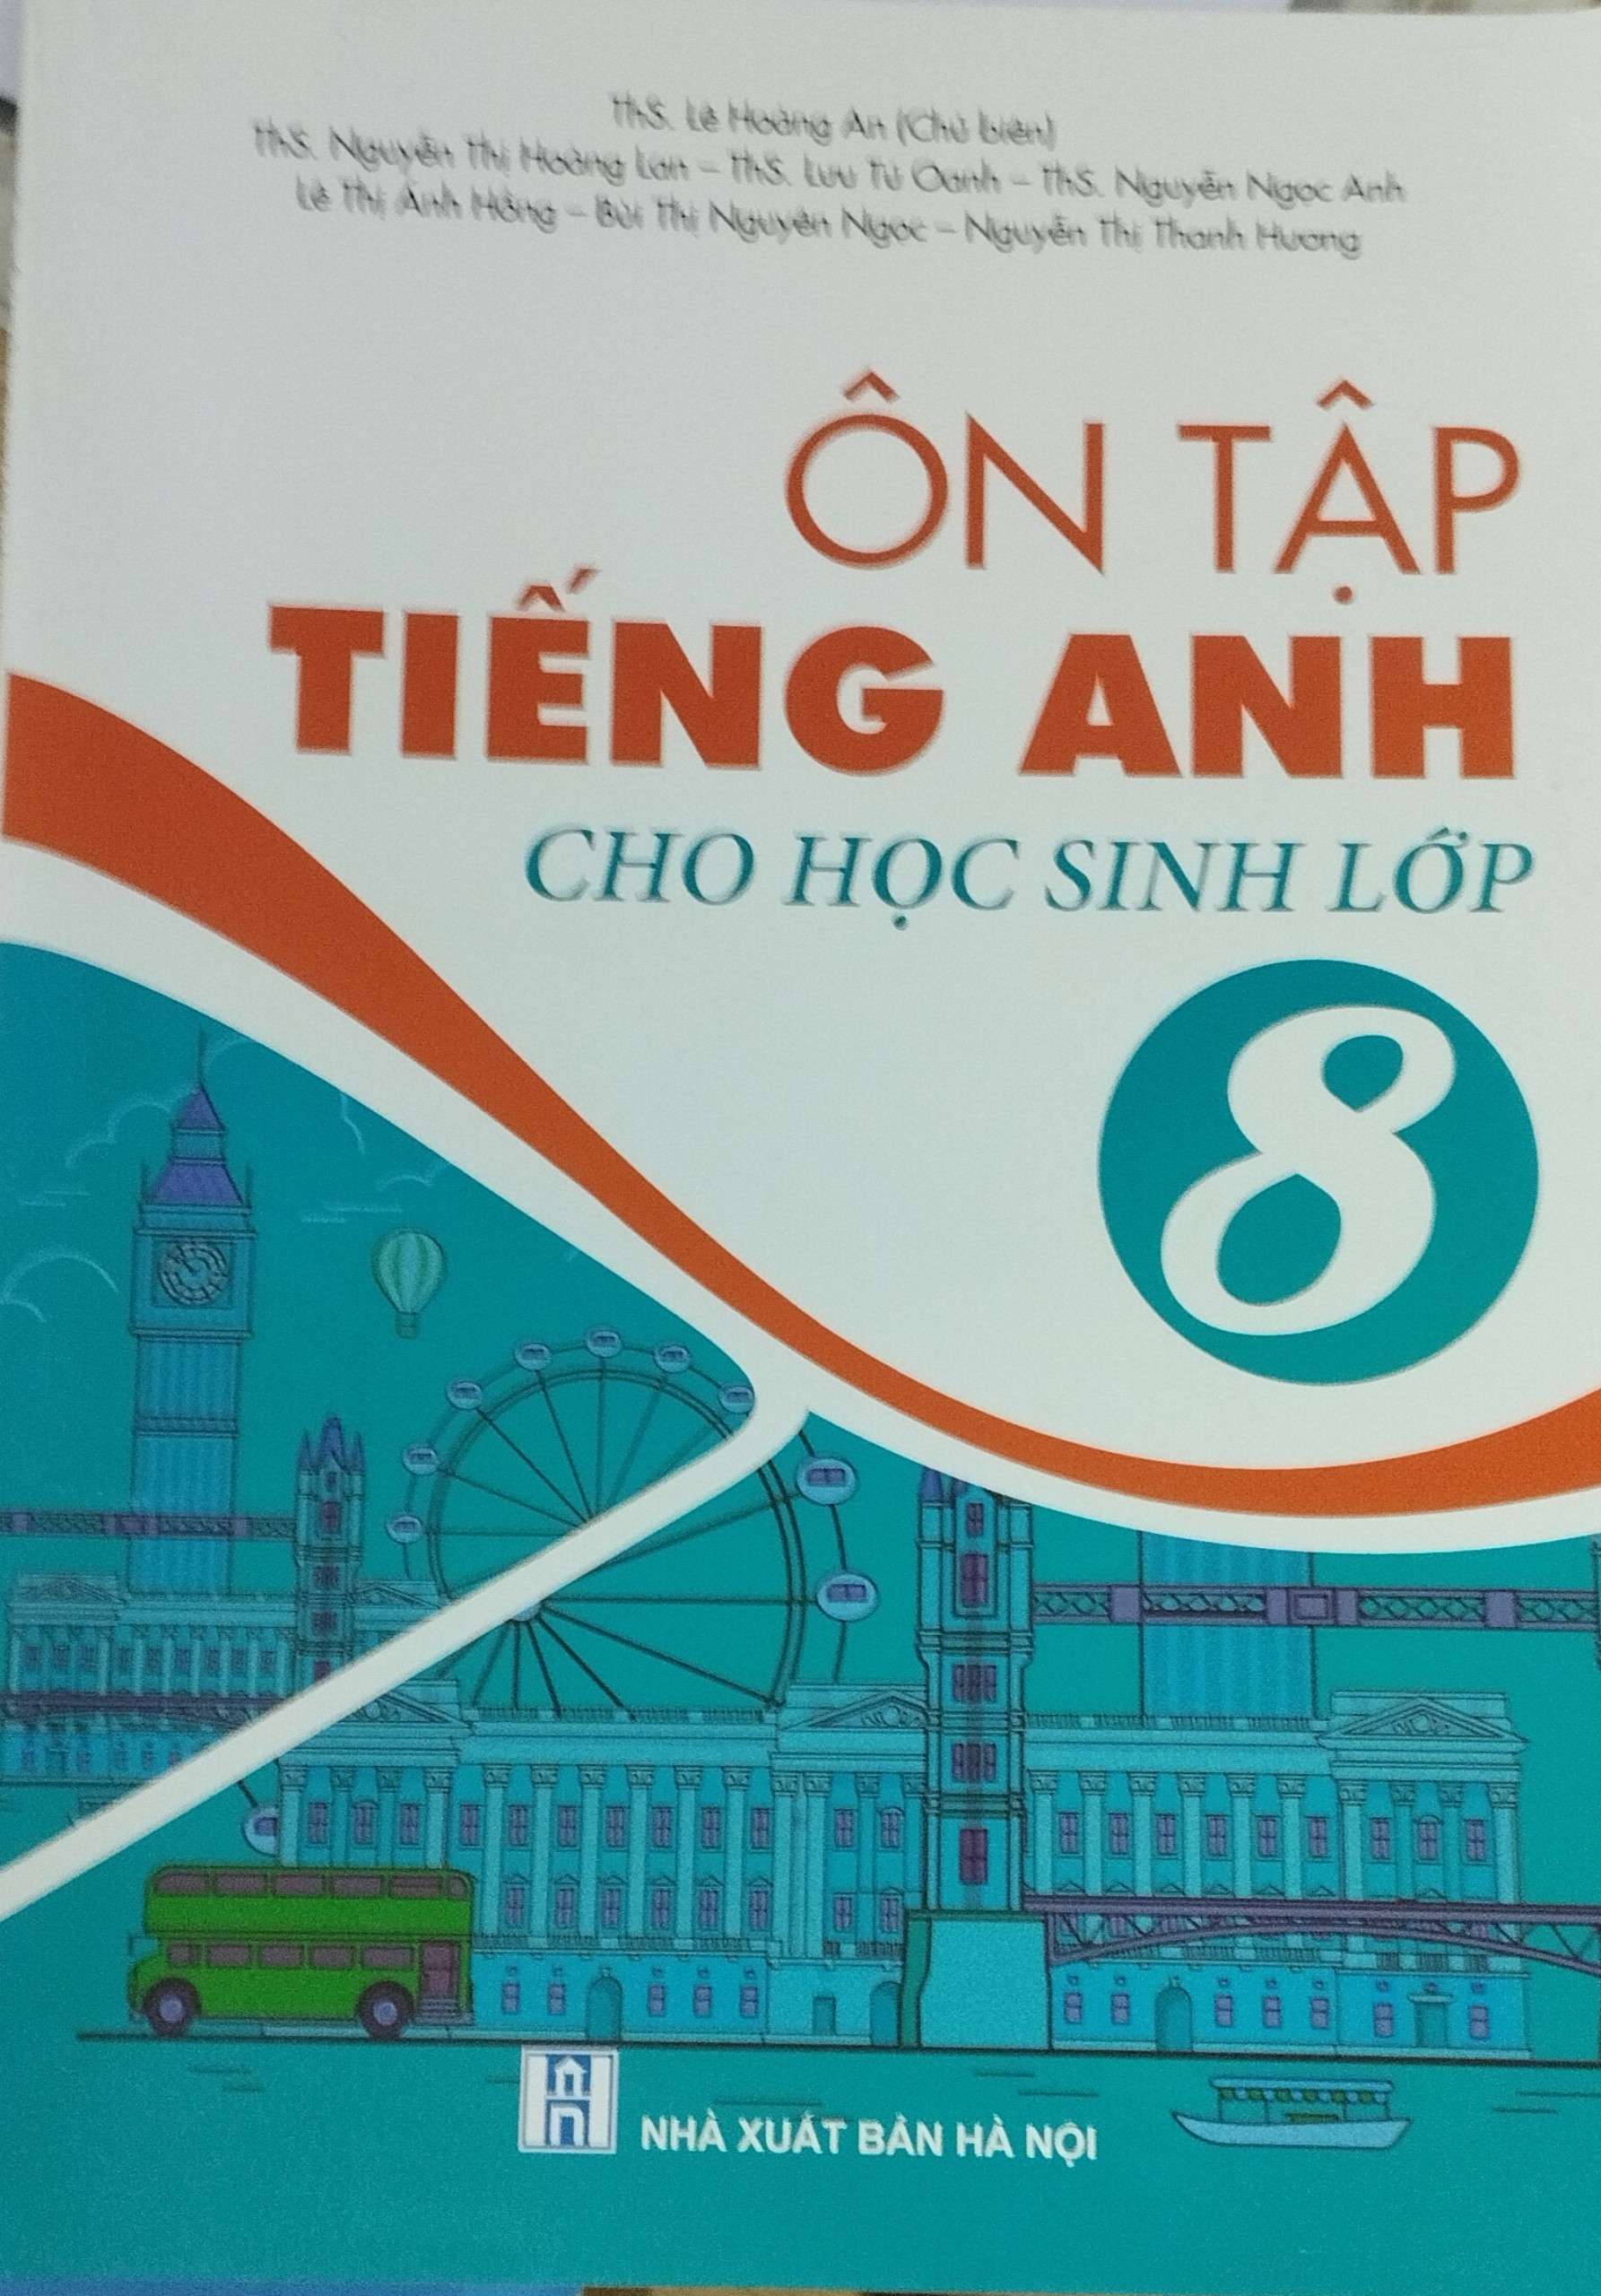 ThS. Lê Hoàng An (Chủ biên)
ThS. Nguyễn Thị Hoàng Lan – ThS. Lưu Tú Oanh – ThS. Nguyễn Ngọc Anh
Lê Thị Ánh Hồng – Bùi Thị Nguyên Ngọc – Nguyễn Thị Thanh Hương
ÔN TẬP
TIẾNG ANH
CHO HỌC SINH LỚP
8
NHÀ XUẤT BẢN HÀ NỘI